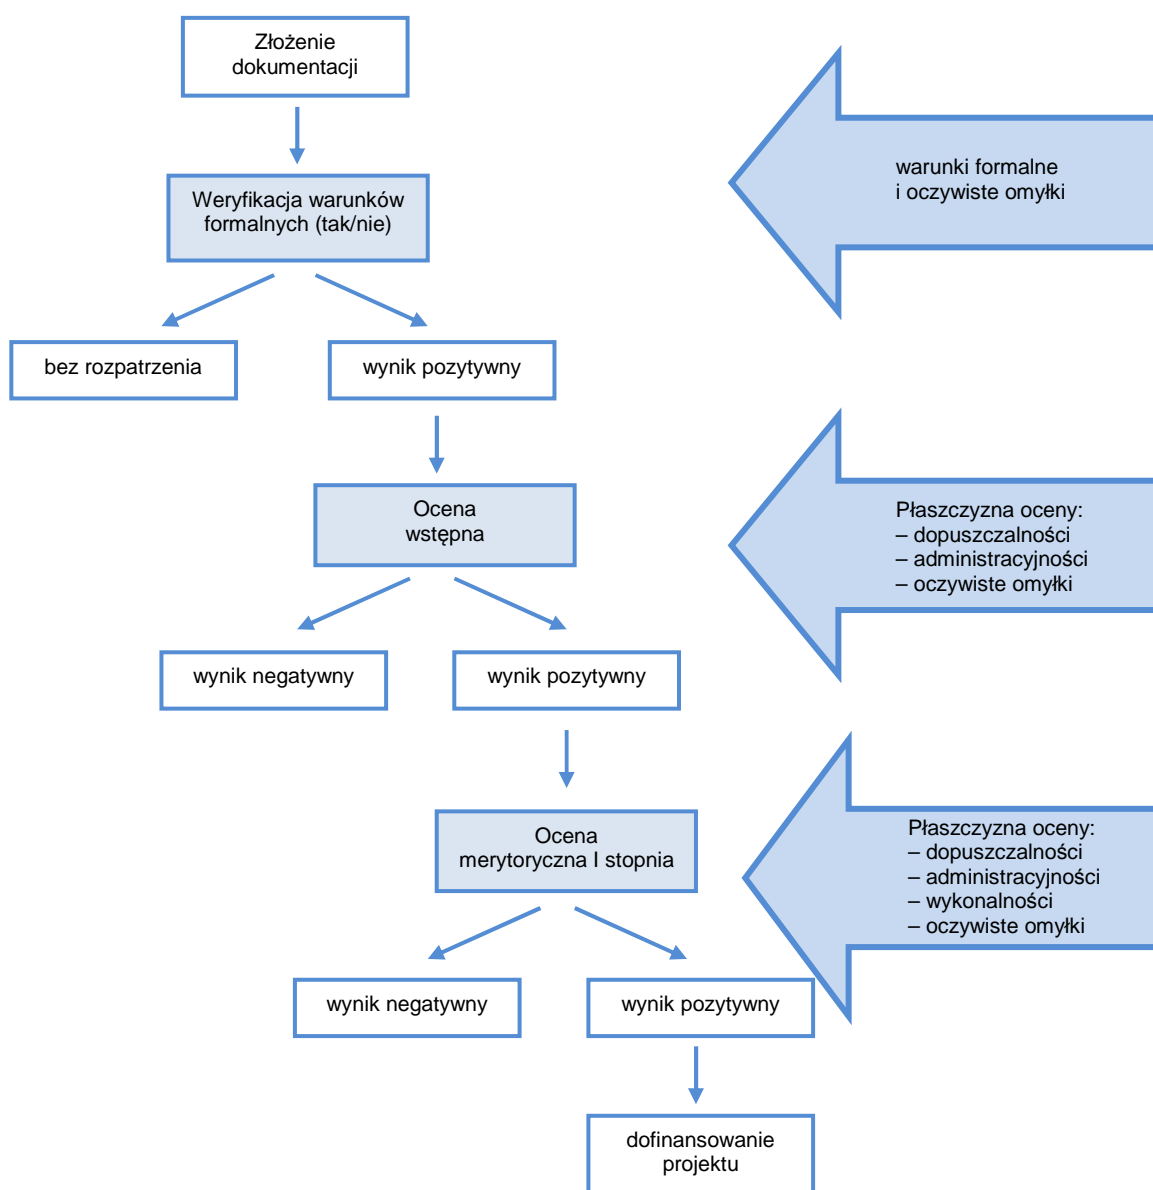 Złożenie
dokumentacji
warunki formalne
i oczywiste omyłki
Weryfikacja warunków
formalnych (tak/nie)
bez rozpatrzenia
wynik pozytywny
Ocena
wstępna
Płaszczyzna oceny:
– dopuszczalności
– administracyjności
– oczywiste omyłki
wynik negatywny
wynik pozytywny
Ocena
merytoryczna I stopnia
Płaszczyzna oceny:
– dopuszczalności
– administracyjności
– wykonalności
– oczywiste omyłki
wynik negatywny
wynik pozytywny
dofinansowanie
projektu